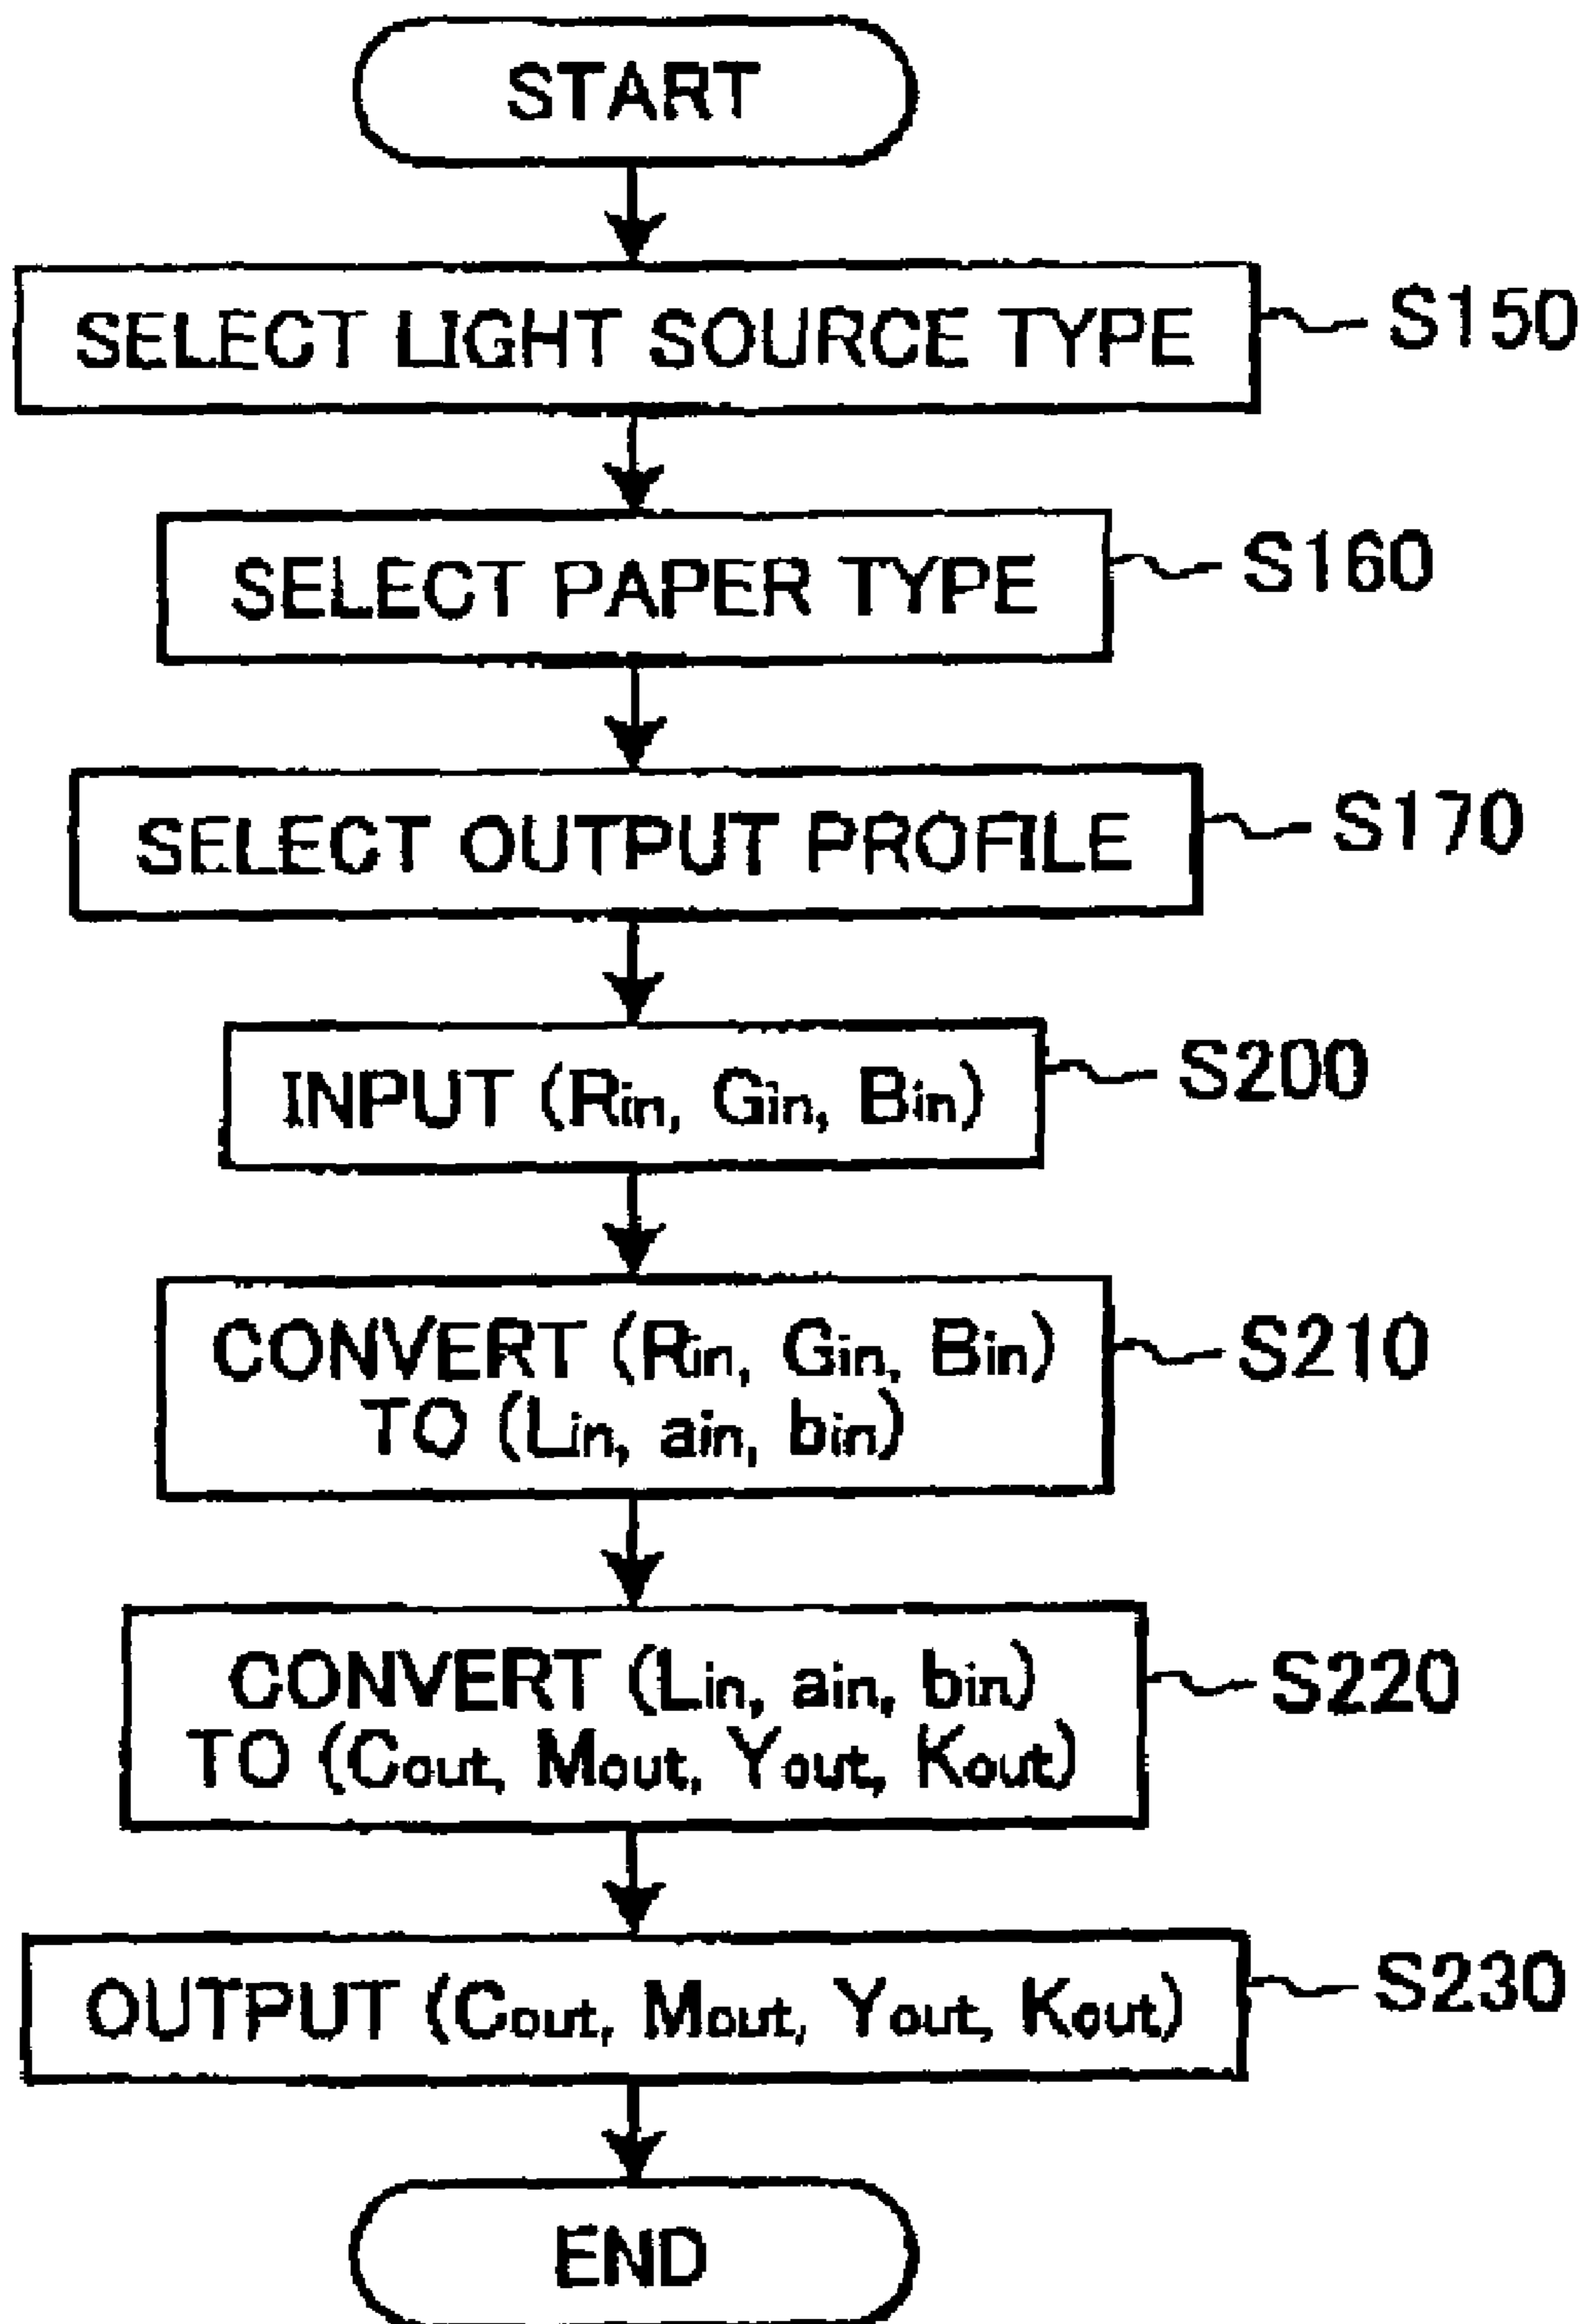 START
SELECT LIGHT SOURCE TYPE
S150
SELECT PAPER TYPE
S160
SELECT OUTPUT PROFILE
S170
INPUT (Rin, Gin, Bin)
S200
CONVERT (Rin, Gin, Bin)
TO (Lin, ain, bin)
S210
CONVERT (Lin, ain, bin)
TO (Cout, Mout, Yout, Kout)
S220
OUTPUT (Cout, Mout, Yout, Kout)
S230
END